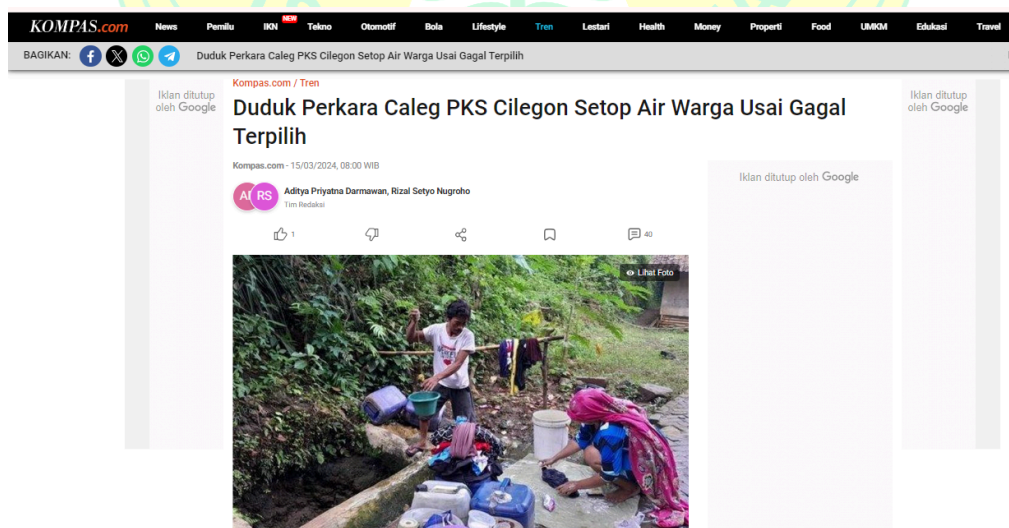 KOMPAS.com News Pemilu IKN NEW Tekno Otomotif Bola Lifestyle Tren Lestari Health Money Properti Food UMKM Edukasi Travel
BAGIKAN: Duduk Perkara Caleg PKS Cilegon Setop Air Warga Usai Gagal Terpilih
Iklan ditutup
oleh Google
Kompas.com / Tren
Duduk Perkara Caleg PKS Cilegon Setop Air Warga Usai Gagal
Terpilih
Kompas.com - 15/03/2024, 08:00 WIB
RS
Aditya Priyatna Darmawan, Rizal Setyo Nugroho
Tim Redaksi
1
40
Lihat Foto
Iklan ditutup oleh Google
Iklan ditutup
oleh Google